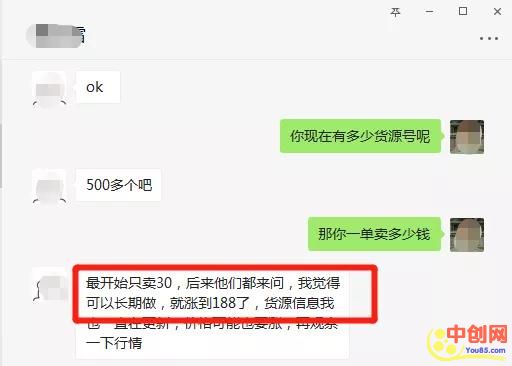 霜
ok
你现在有多少货源号呢
500多个吧
那你一单卖多少钱
最开始只卖30，后来他们都来问，我觉得
可以长期做，就涨到188了，货源信息我
也一直在更新，价格可能也要涨，再观察
一下行情
中创网
You85.com